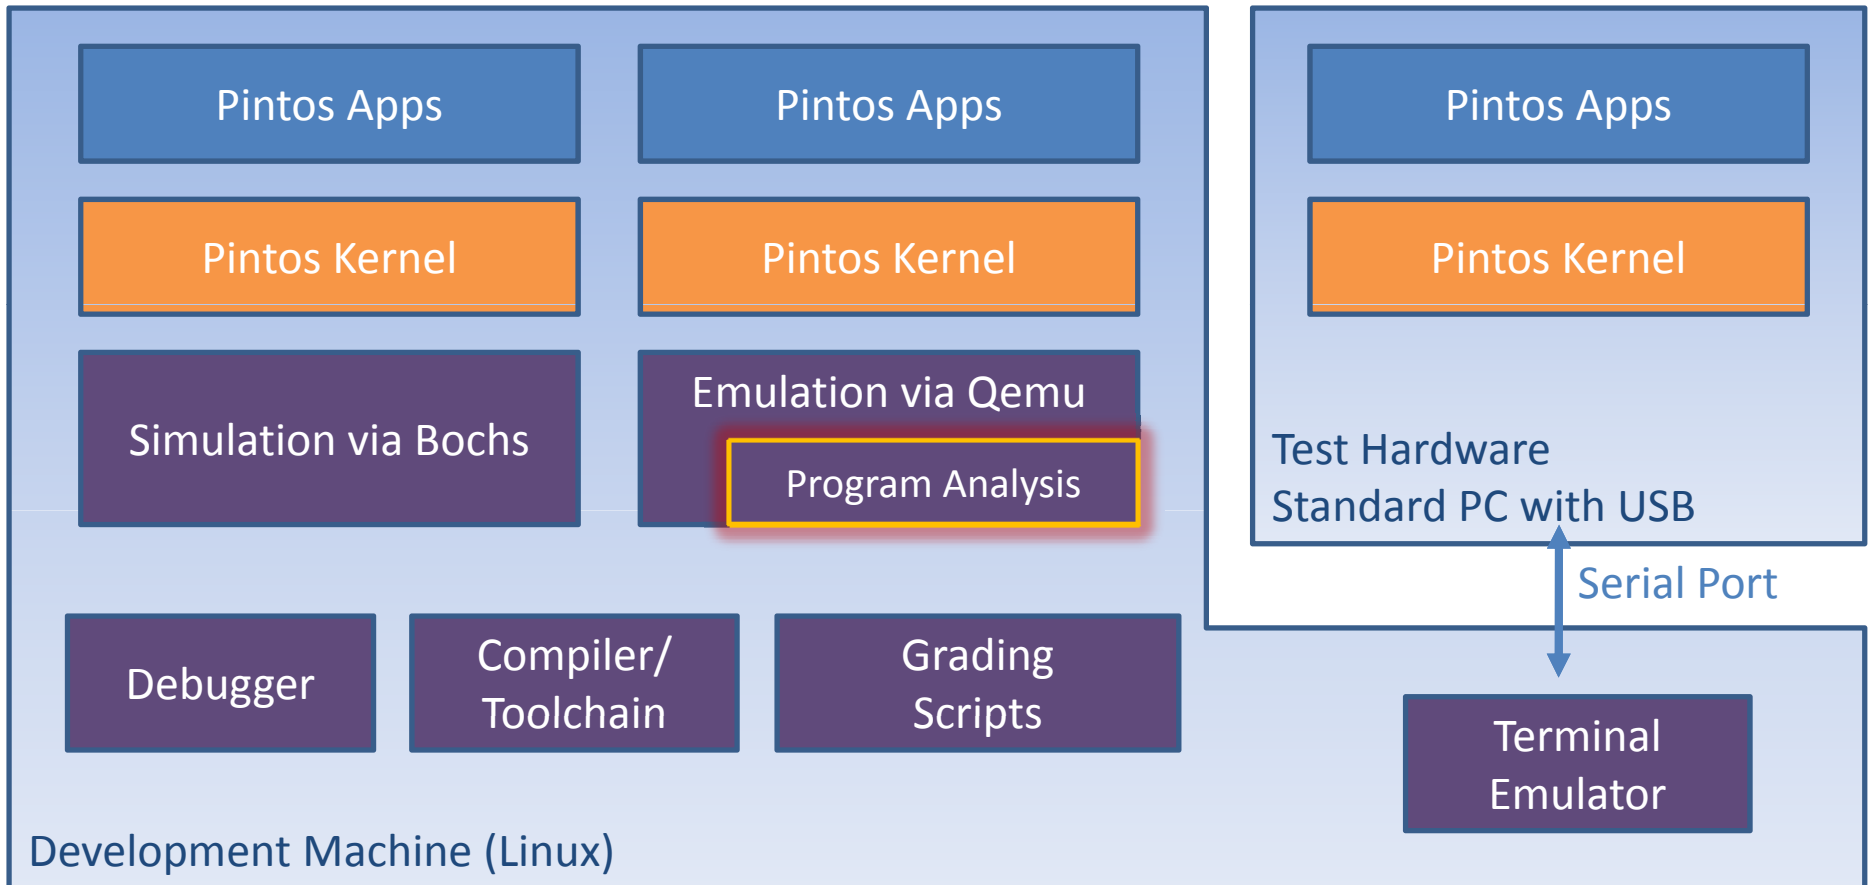 Pintos Apps
Pintos Kernel
Simulation via Bochs
Pintos Apps
Pintos Kernel
Emulation via Qemu
Program Analysis
Debugger
Compiler/
Toolchain
Grading
Scripts
Development Machine (Linux)
Pintos Apps
Pintos Kernel
Test Hardware
Standard PC with USB
Serial Port
Terminal
Emulator